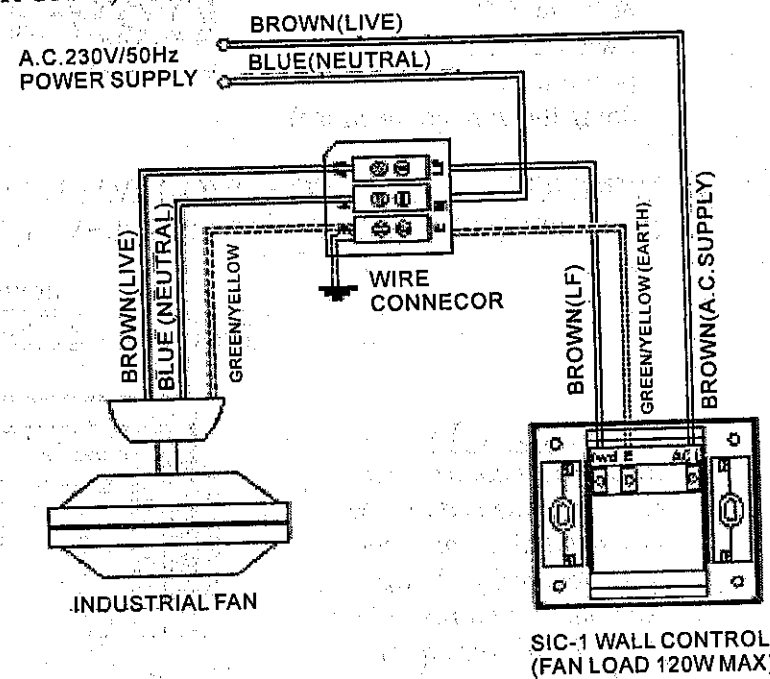 BROWN(LIVE)
A.C.230V/50Hz
POWER SUPPLY
BLUE(NEUTRAL)
BROWN(LIVE)
BLUE (NEUTRAL)
GREEN/YELLOW
WIRE
CONNECOR
BROWN(LF)
GREEN/YELLOW(EARTH)
BROWN(A.C.SUPPLY)
INDUSTRIAL FAN
SIC-1 WALL CONTROL
(FAN LOAD 120W MAX)